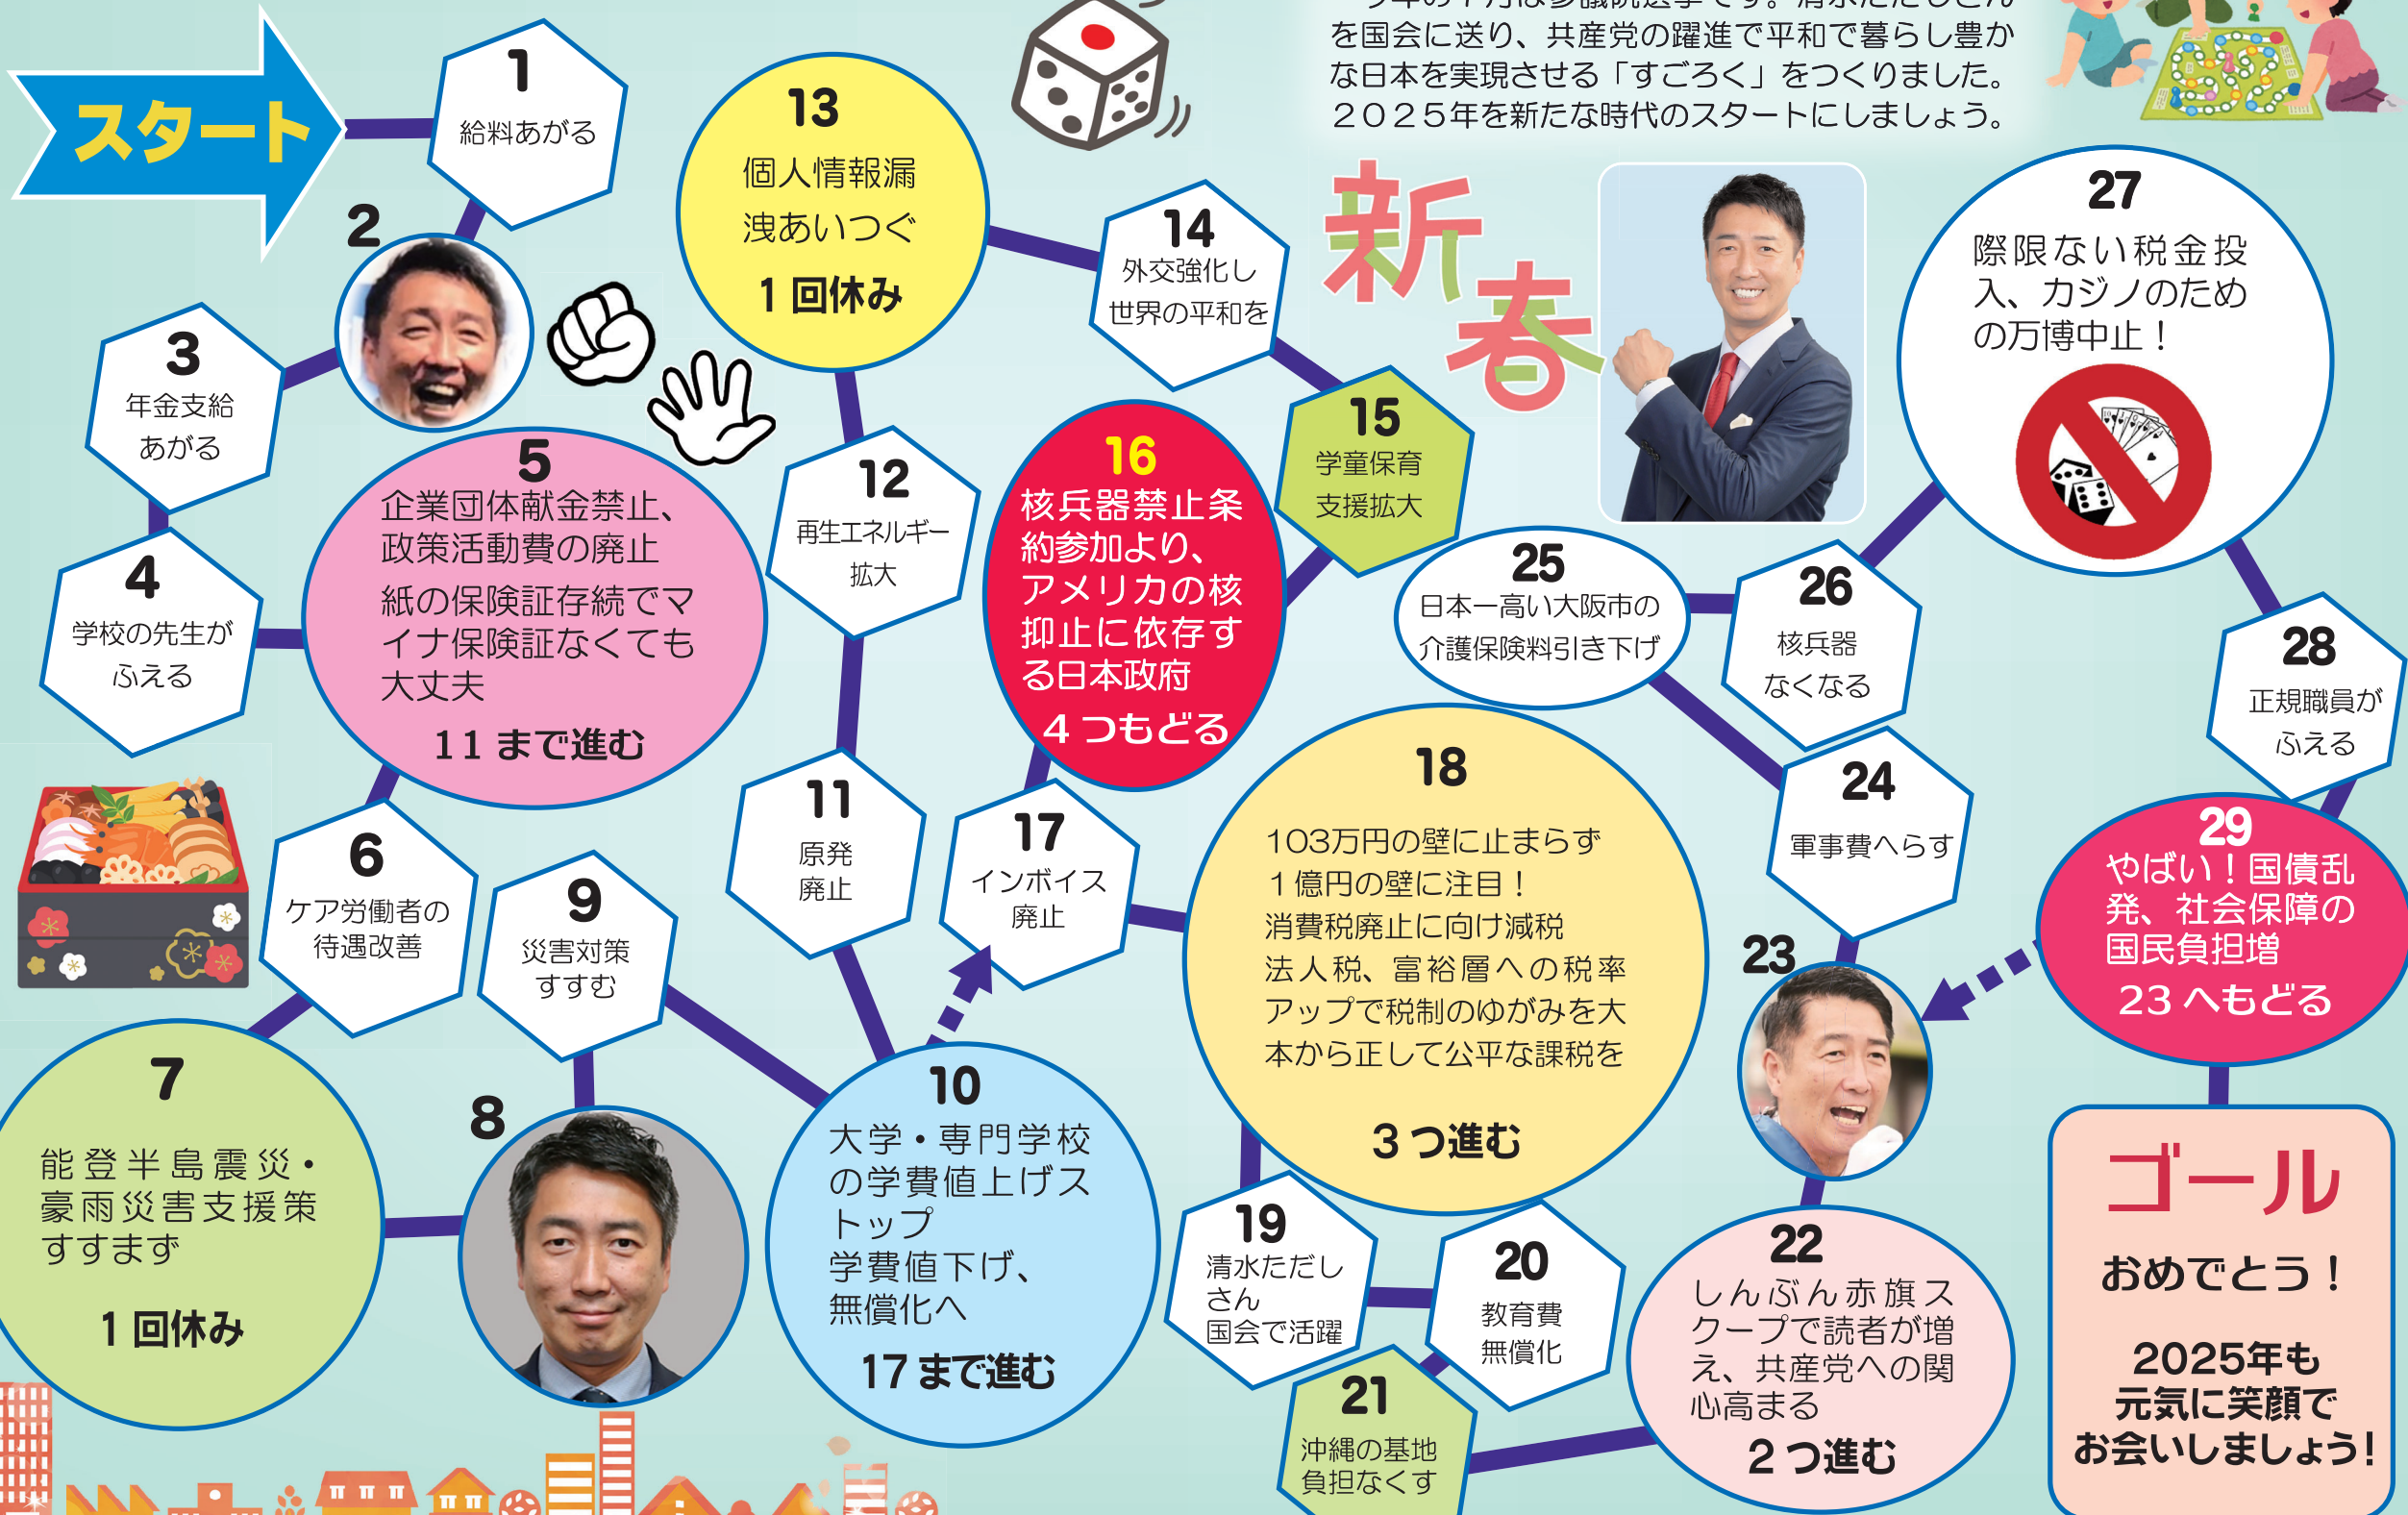 を国会に送り、共産党の躍進で平和で暮らし豊か
な日本を実現させる「すごろく」をつくりました。
２０２５年を新たな時代のスタートにしましょう。
新春
スタート
1
給料あがる
2
3
年金支給
あがる
4
学校の先生が
ふえる
5
企業団体献金禁止、
政策活動費の廃止
紙の保険証存続でマ
イナ保険証なくても
大丈夫
11 まで進む
6
ケア労働者の
待遇改善
7
能登半島震災・
豪雨災害支援策
すすまず
1 回休み
8
9
災害対策
すすむ
10
大学・専門学校
の学費値上げス
トップ
学費値下げ、
無償化へ
17 まで進む
11
原発
廃止
12
再生エネルギー
拡大
13
個人情報漏
洩あいつぐ
1 回休み
14
外交強化し
世界の平和を
15
学童保育
支援拡大
16
核兵器禁止条
約参加より、
アメリカの核
抑止に依存す
る日本政府
4 つもどる
17
インボイス
廃止
18
103万円の壁に止まらず
１億円の壁に注目！
消費税廃止に向け減税
法人税、富裕層への税率
アップで税制のゆがみを大
本から正して公平な課税を
3 つ進む
19
清水ただし
さん
国会で活躍
20
教育費
無償化
21
沖縄の基地
負担なくす
22
しんぶん赤旗ス
クープで読者が増
え、共産党への関
心高まる
2 つ進む
23
24
軍事費へらす
25
日本一高い大阪市の
介護保険料引き下げ
26
核兵器
なくなる
27
際限ない税金投
入、カジノのため
の万博中止！
28
正規職員が
ふえる
29
やばい！国債乱
発、社会保障の
国民負担増
23 へもどる
ゴール
おめでとう！
2025年も
元気に笑顔で
お会いしましょう!